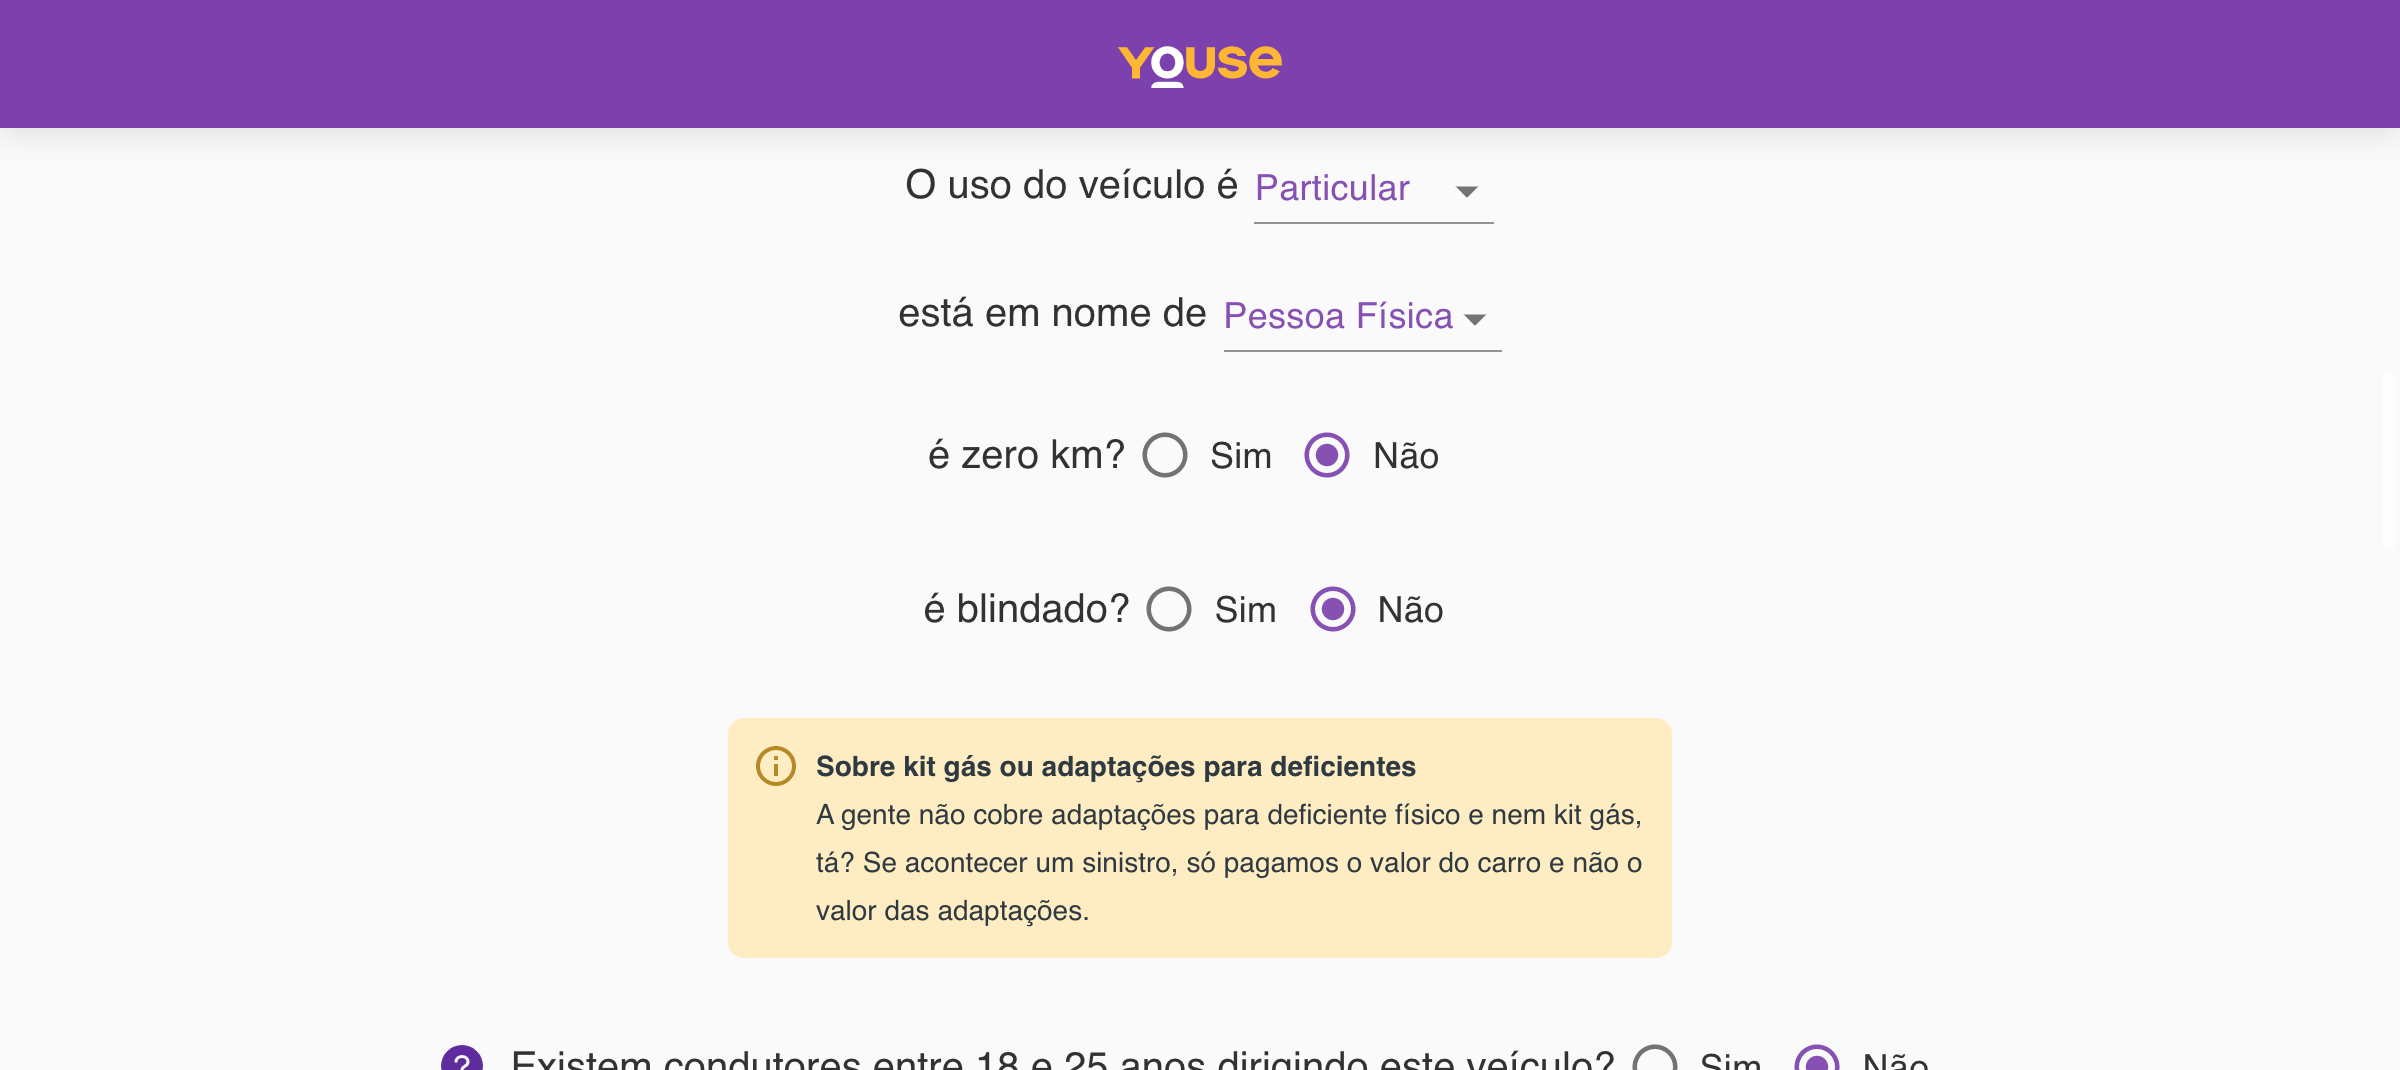 YOUSE
O uso do veículo é Particular
está em nome de Pessoa Física
é zero km? Sim Não
é blindado? Sim Não
Sobre kit gás ou adaptações para deficientes
A gente não cobre adaptações para deficiente físico e nem kit gás,
tá? Se acontecer um sinistro, só pagamos o valor do carro e não o
valor das adaptações.
? Existem condutores entre 18 e 25 anos dirigindo este veículo? Sim Não